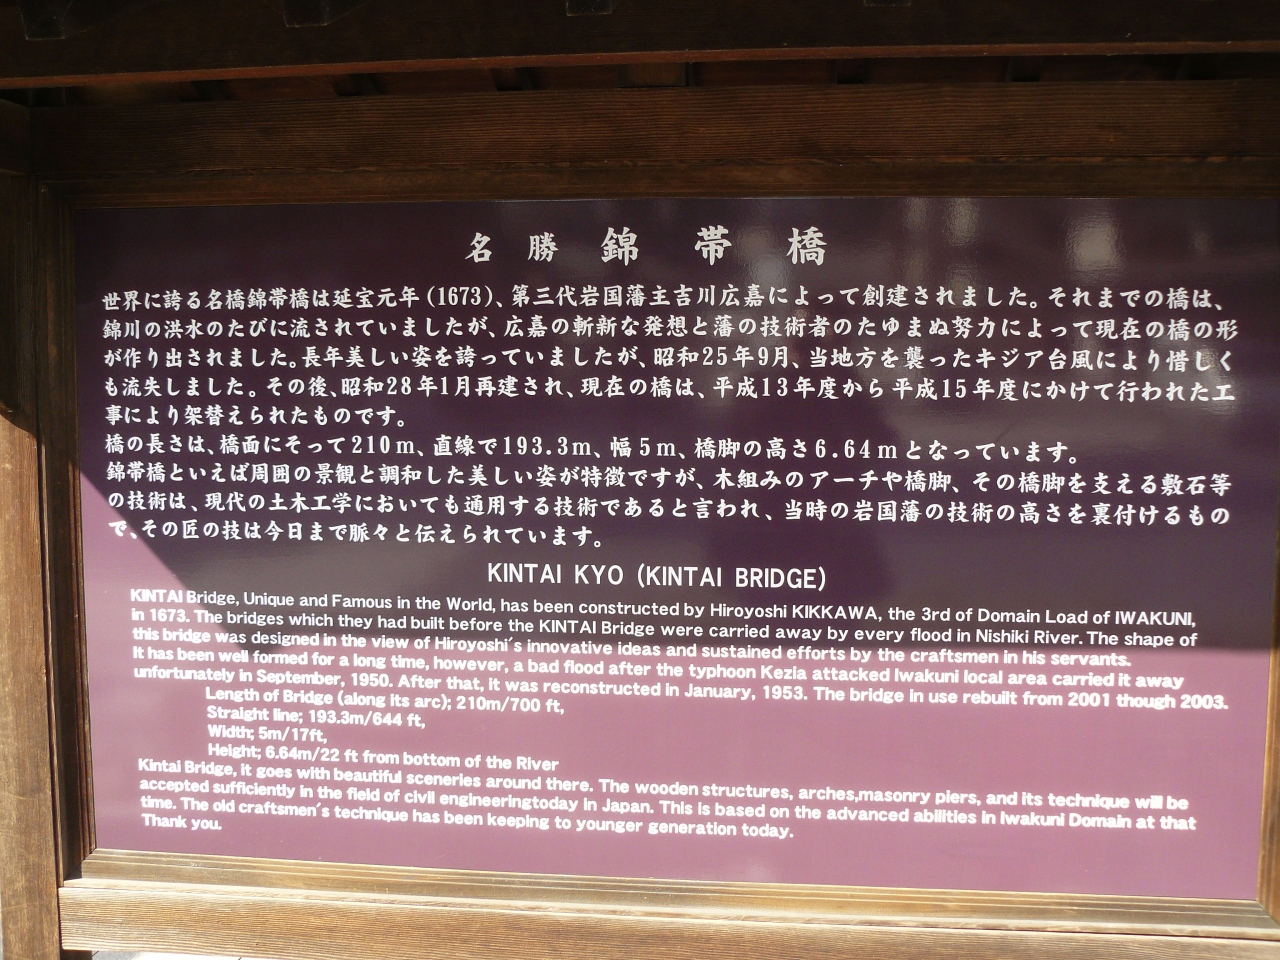 名勝 錦帯橋
世界に誇る名橋錦帯橋は延宝元年(1673)、第三代岩国藩主吉川広嘉によって創建されました。それまでの橋は、
錦川の洪水のたびに流されていましたが、広嘉の斬新な発想と藩の技術者のたゆまぬ努力によって現在の橋の形
が作り出されました。長年美しい姿を誇っていましたが、昭和25年9月、当地方を襲ったキジア台風により惜しく
も流失しました。その後、昭和28年1月再建され、現在の橋は、平成13年度から平成15年度にかけて行われた工
事により架替えられたものです。
橋の長さは、橋面にそって210m、直線で193.3m、幅5m、橋脚の高さ6.64mとなっています。
錦帯橋といえば周囲の景観と調和した美しい姿が特徴ですが、木組みのアーチや橋脚、その橋脚を支える敷石等
の技術は、現代の土木工学においても通用する技術であると言われ、当時の岩国藩の技術の高さを裏付けるもの
で、その匠の技は今日まで脈々と伝えられています。
KINTAI KYO (KINTAI BRIDGE)
KINTAI Bridge, Unique and Famous in the World, has been constructed by Hiroyoshi KIKKAWA, the 3rd of Domain Load of IWAKUNI,
in 1673. The bridges which they had built before the KINTAI Bridge were carried away by every flood in Nishiki River. The shape of
this bridge was designed in the view of Hiroyoshi's innovative ideas and sustained efforts by the craftsmen in his servants.
It has been well formed for a long time, however, a bad flood after the typhoon Kezia attacked Iwakuni local area carried it away
unfortunately in September, 1950. After that, it was reconstructed in January, 1953. The bridge in use rebuilt from 2001 though 2003.
Length of Bridge (along its arc); 210m/700 ft,
Straight line; 193.3m/644 ft,
Width; 5m/17ft,
Height; 6.64m/22 ft from bottom of the River
Kintai Bridge, it goes with beautiful sceneries around there. The wooden structures, arches,masonry piers, and its technique will be
accepted sufficiently in the field of civil engineeringtoday in Japan. This is based on the advanced abilities in Iwakuni Domain at that
time. The old craftsmen's technique has been keeping to younger generation today.
Thank you.